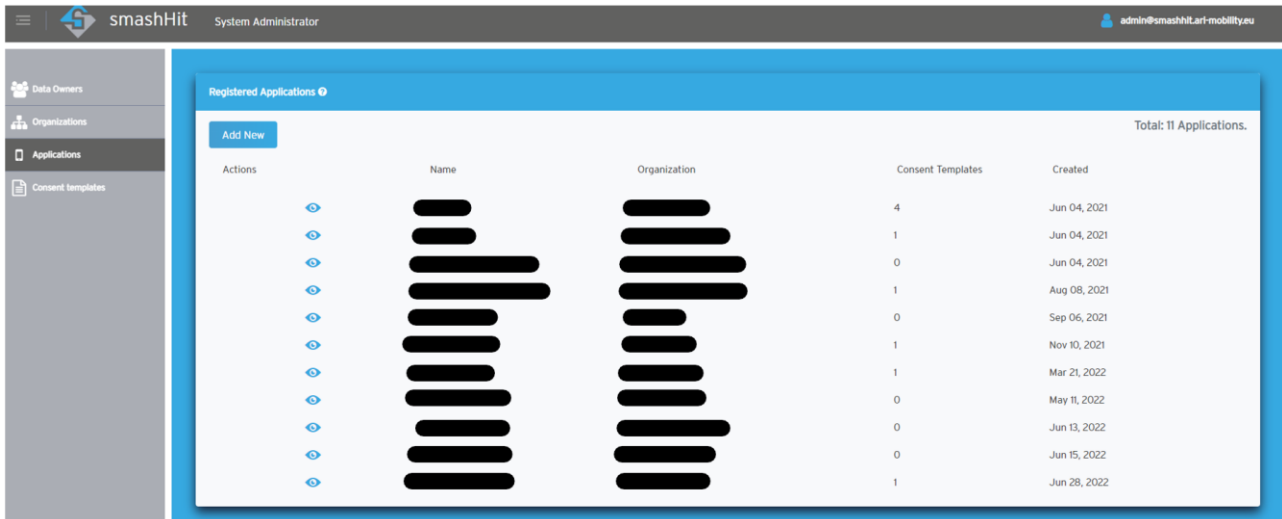 smashHit System Administrator admin@smashhit.ari-mobility.eu
Data Owners
Organizations
Applications
Consent templates
Registered Applications ?
Add New
Total: 11 Applications.
Actions Name Organization Consent Templates Created
4 Jun 04, 2021
1 Jun 04, 2021
0 Jun 04, 2021
1 Aug 08, 2021
0 Sep 06, 2021
1 Nov 10, 2021
1 Mar 21, 2022
0 May 11, 2022
0 Jun 13, 2022
0 Jun 15, 2022
1 Jun 28, 2022